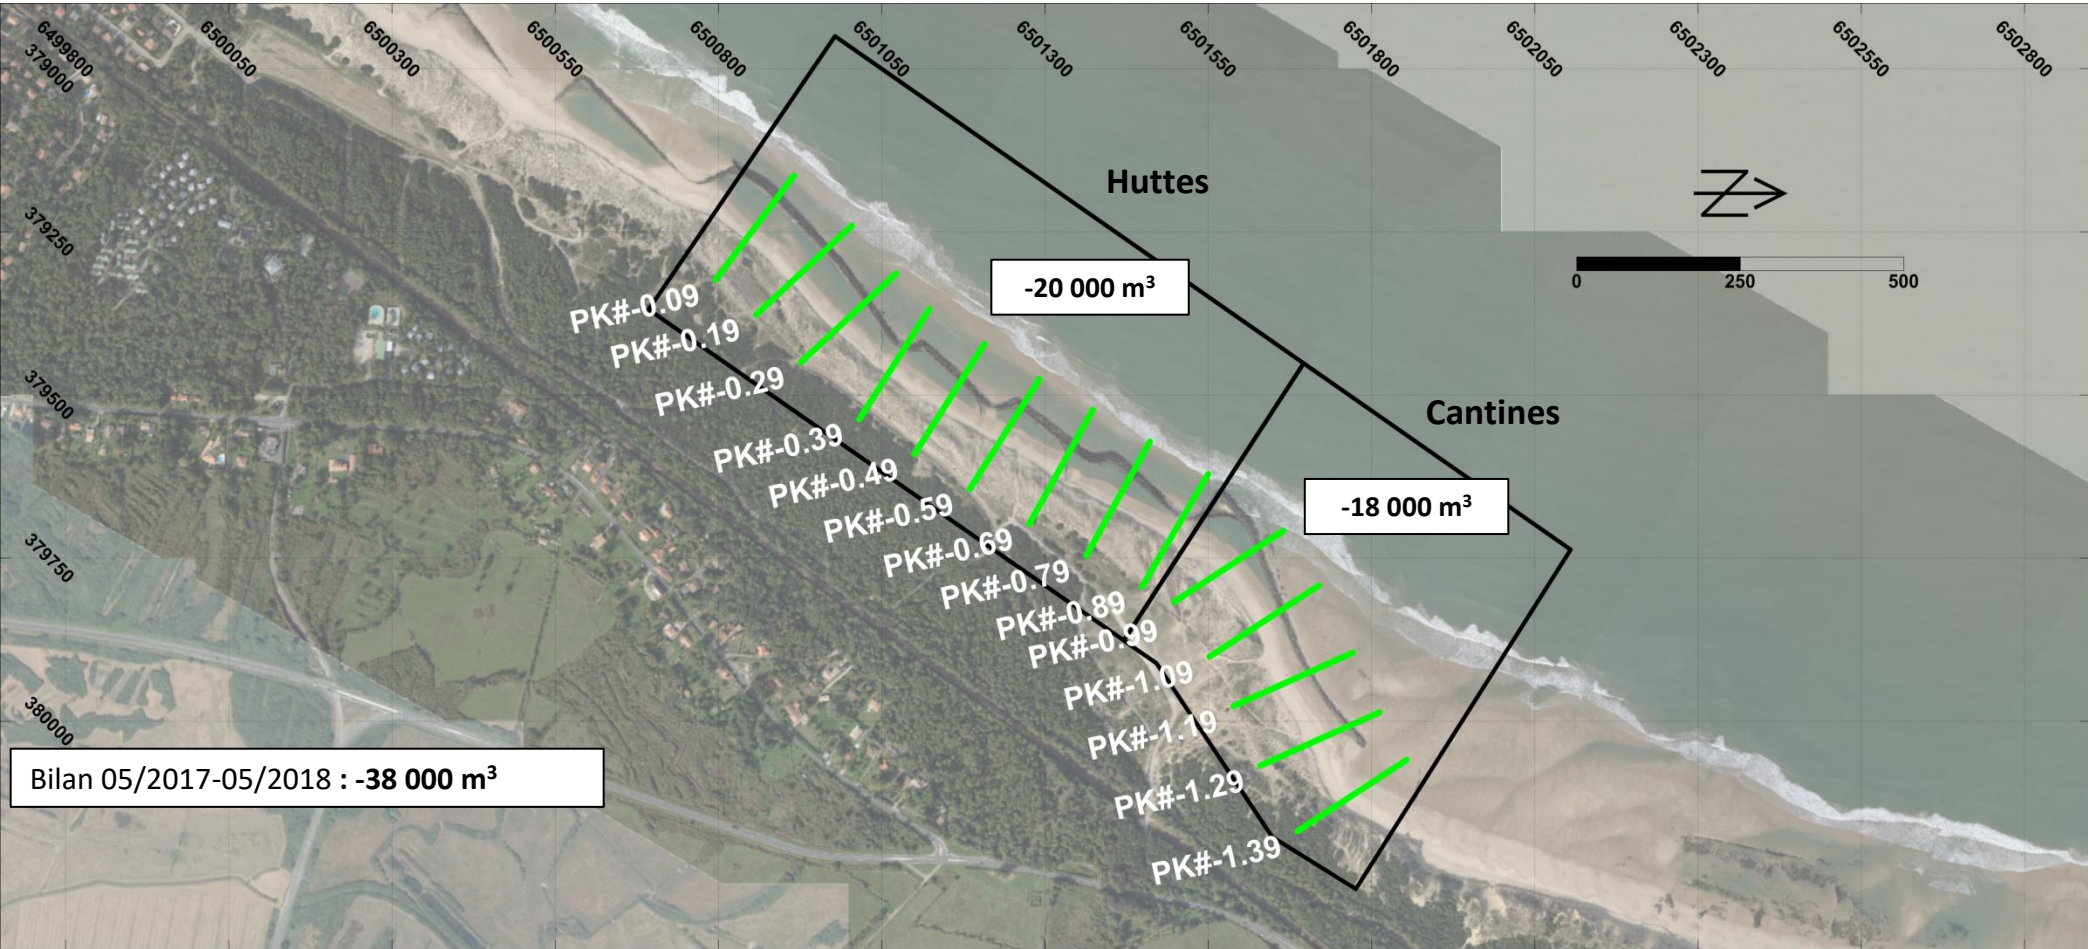 6499800
6500050
6500300
6500550
6500800
6501050
6501300
6501550
6501800
6502050
6502300
6502550
6502800
379000
379250
379500
379750
380000
Huttes
-20 000 m³
Cantines
-18 000 m³
N
0 250 500
PK#-0.09
PK#-0.19
PK#-0.29
PK#-0.39
PK#-0.49
PK#-0.59
PK#-0.69
PK#-0.79
PK#-0.89
PK#-0.99
PK#-1.09
PK#-1.19
PK#-1.29
PK#-1.39
Bilan 05/2017-05/2018 : -38 000 m³